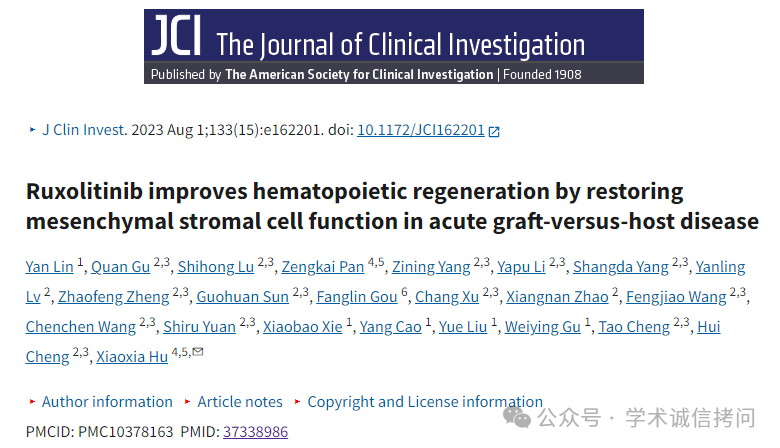 JCI The Journal of Clinical Investigation
Published by The American Society for Clinical Investigation | Founded 1908
▸ J Clin Invest. 2023 Aug 1;133(15):e162201. doi: 10.1172/JCI162201
Ruxolitinib improves hematopoietic regeneration by restoring
mesenchymal stromal cell function in acute graft-versus-host disease
Yan Lin 1, Quan Gu 2,3, Shihong Lu 2,3, Zengkai Pan 4,5, Zining Yang 2,3, Yapu Li 2,3, Shangda Yang 2,3, Yanling
Lv 2, Zhaofeng Zheng 2,3, Guohuan Sun 2,3, Fanglin Gou 6, Chang Xu 2,3, Xiangnan Zhao 2, Fengjiao Wang 2,3,
Chenchen Wang 2,3, Shiru Yuan 2,3, Xiaobao Xie 1, Yang Cao 1, Yue Liu 1, Weiying Gu 1, Tao Cheng 2,3, Hui
Cheng 2,3, Xiaoxia Hu 4,5,✉
▸ Author information ▸ Article notes ▸ Copyright and License information
PMCID: PMC10378163 PMID: 37338986
公众号 · 学术诚信拷问